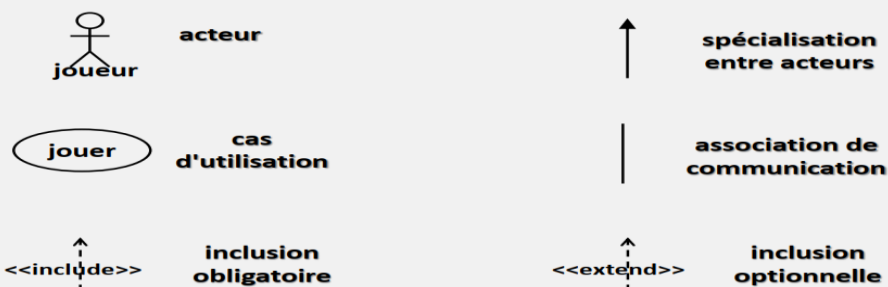 acteur
joueur
spécialisation
entre acteurs
jouer
cas
d'utilisation
association de
communication
<<include>>
inclusion
obligatoire
<<extend>>
inclusion
optionnelle